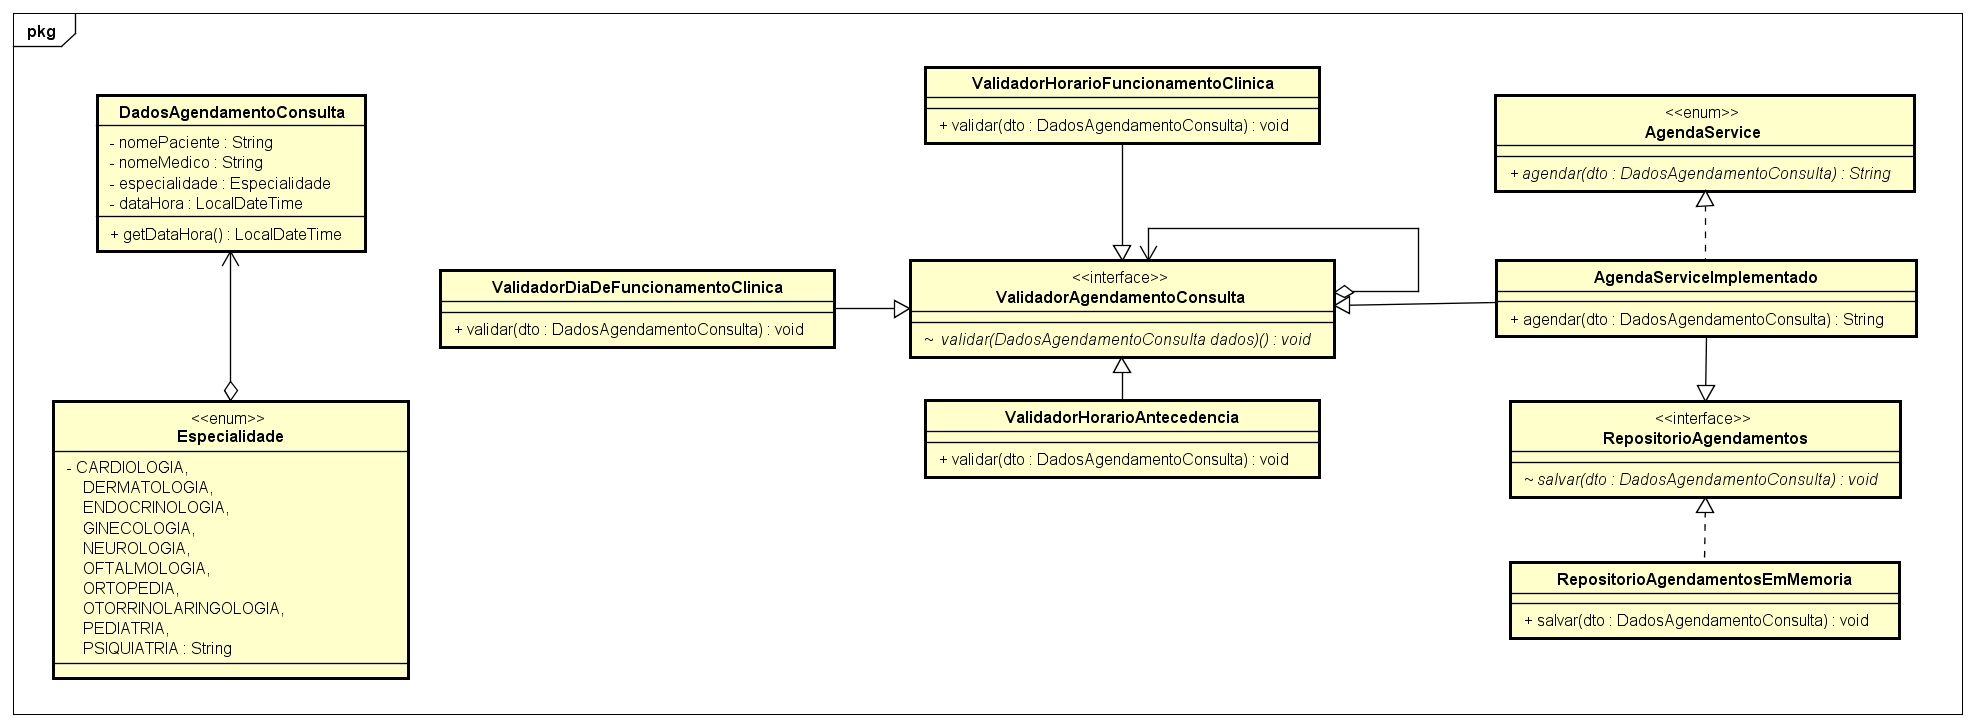 pkg
DadosAgendamentoConsulta
- nomePaciente : String
- nomeMedico : String
- especialidade : Especialidade
- dataHora : LocalDateTime
+ getDataHora() : LocalDateTime
<<enum>>
Especialidade
- CARDIOLOGIA,
DERMATOLOGIA,
ENDOCRINOLOGIA,
GINECOLOGIA,
NEUROLOGIA,
OFTALMOLOGIA,
ORTOPEDIA,
OTORRINOLARINGOLOGIA,
PEDIATRIA,
PSIQUIATRIA : String
ValidadorDiaDeFuncionamentoClinica
+ validar(dto : DadosAgendamentoConsulta) : void
ValidadorHorarioFuncionamentoClinica
+ validar(dto : DadosAgendamentoConsulta) : void
<<interface>>
ValidadorAgendamentoConsulta
~ validar(DadosAgendamentoConsulta dados)() : void
ValidadorHorarioAntecedencia
+ validar(dto : DadosAgendamentoConsulta) : void
<<enum>>
AgendaService
+ agendar(dto : DadosAgendamentoConsulta) : String
AgendaServiceImplementado
+ agendar(dto : DadosAgendamentoConsulta) : String
<<interface>>
RepositorioAgendamentos
~ salvar(dto : DadosAgendamentoConsulta) : void
RepositorioAgendamentosEmMemoria
+ salvar(dto : DadosAgendamentoConsulta) : void